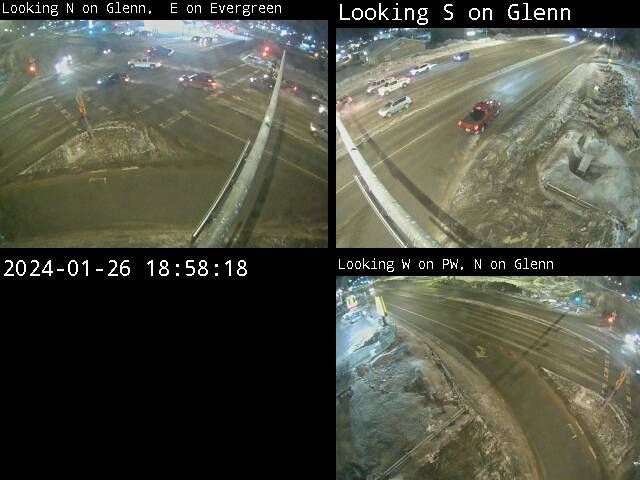 Looking N on Glenn,  E on Evergreen
Looking S on Glenn
2024-01-26 18:58:18
Looking W on PW, N on Glenn